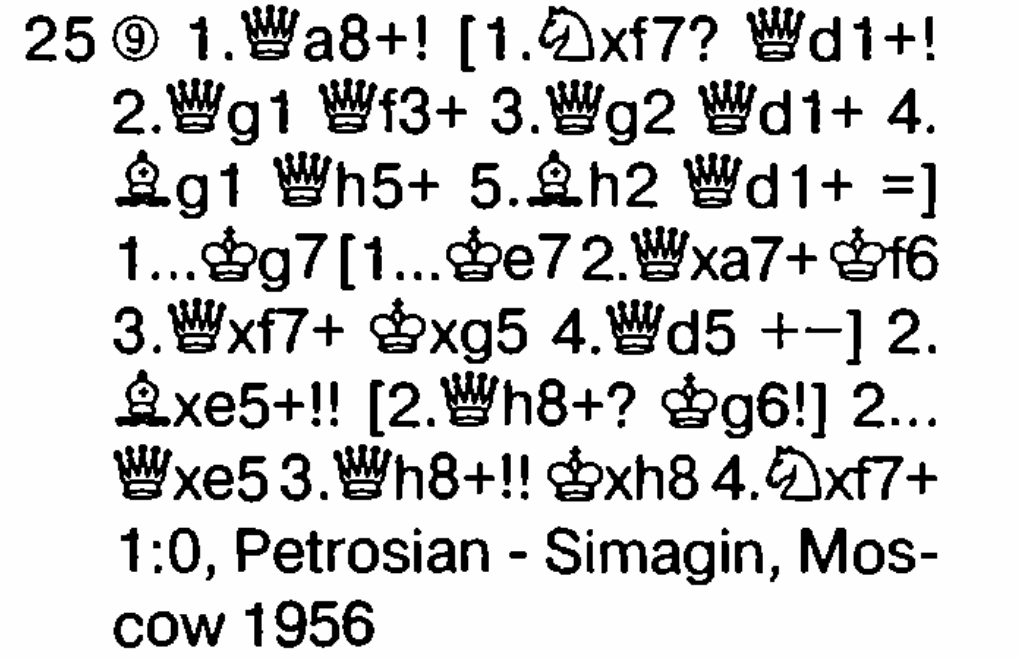 25 ⑨ 1.♕a8+! [1.♘xf7? ♕d1+!
2.♕g1 ♕f3+ 3.♕g2 ♕d1+ 4.
♗g1 ♕h5+ 5.♗h2 ♕d1+ =]
1...♔g7 [1...♔e7 2.♕xa7+ ♔f6
3.♕xf7+ ♔xg5 4.♕d5 +−] 2.
♗xe5+!! [2.♕h8+? ♔g6!] 2...
♕xe5 3.♕h8+!! ♔xh8 4.♘xf7+
1:0, Petrosian - Simagin, Mos-
cow 1956